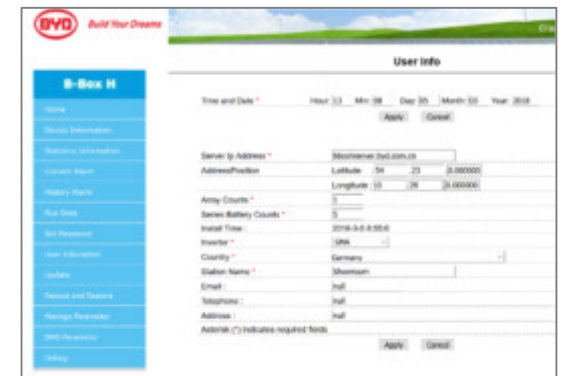 BYD Build Your Dreams
User Info
B-Box H
Home
Device Information
Statistics Information
Current Alarm
History Alarm
Run Data
Set Password
User Information
Update
Reboot and Restore
Manage Parameter
BMS Parameter
Debug
Time and Date * Hour: 13 Min: 08 Day: 05 Month: 03 Year: 2018
Apply Cancel
Server Ip Address *
Address/Position Latitude 54 23 0.000000
Longitude 10 26 0.000000
Array Counts * 1
Series Battery Counts * 5
Install Time : 2018-3-5 8:55:6
Inverter * SMA
Country * Germany
Station Name * Showroom
Email : null
Telephone : null
Address : null
Asterisk (*) indicates required fields
Apply Cancel